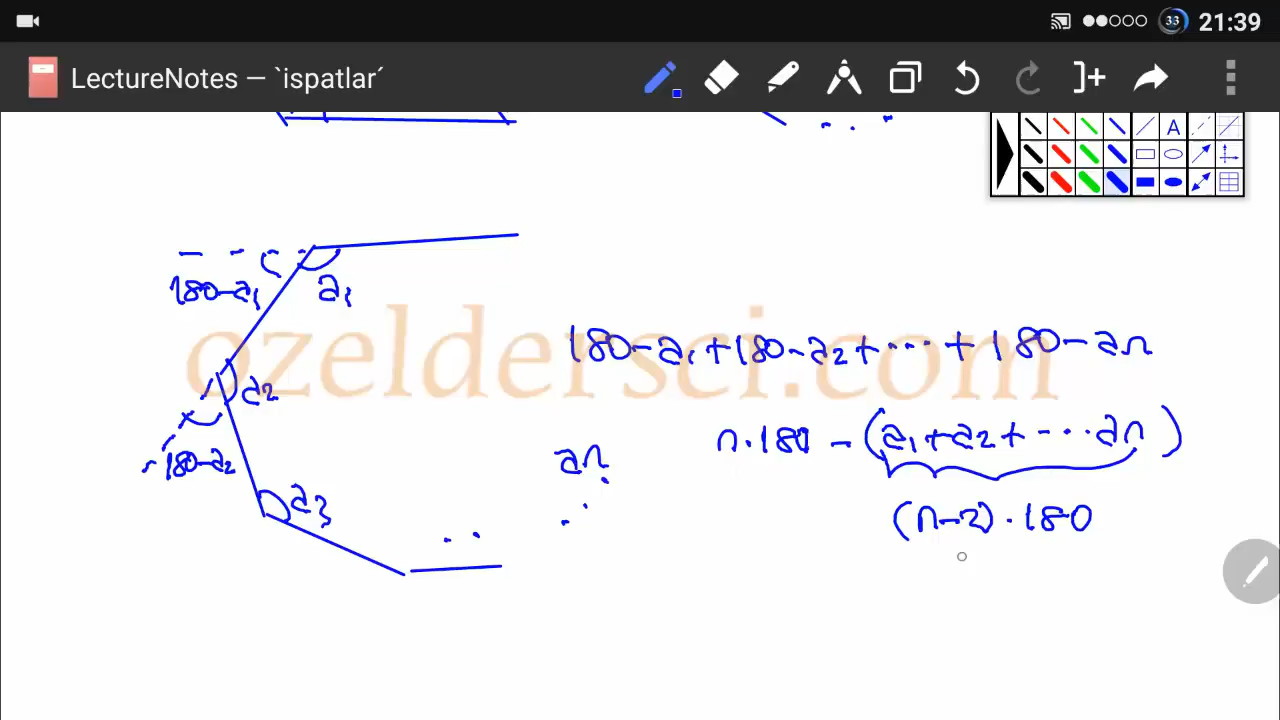 21:39
33
LectureNotes — `ispatlar´
A
180-a₁
a₁
ozeldersci.com
180-a₁+180-a₂+···+180-an
a₂
n.180-(a₁+a₂+···an)
-180-a₂
an
a₃
(n-2)·180